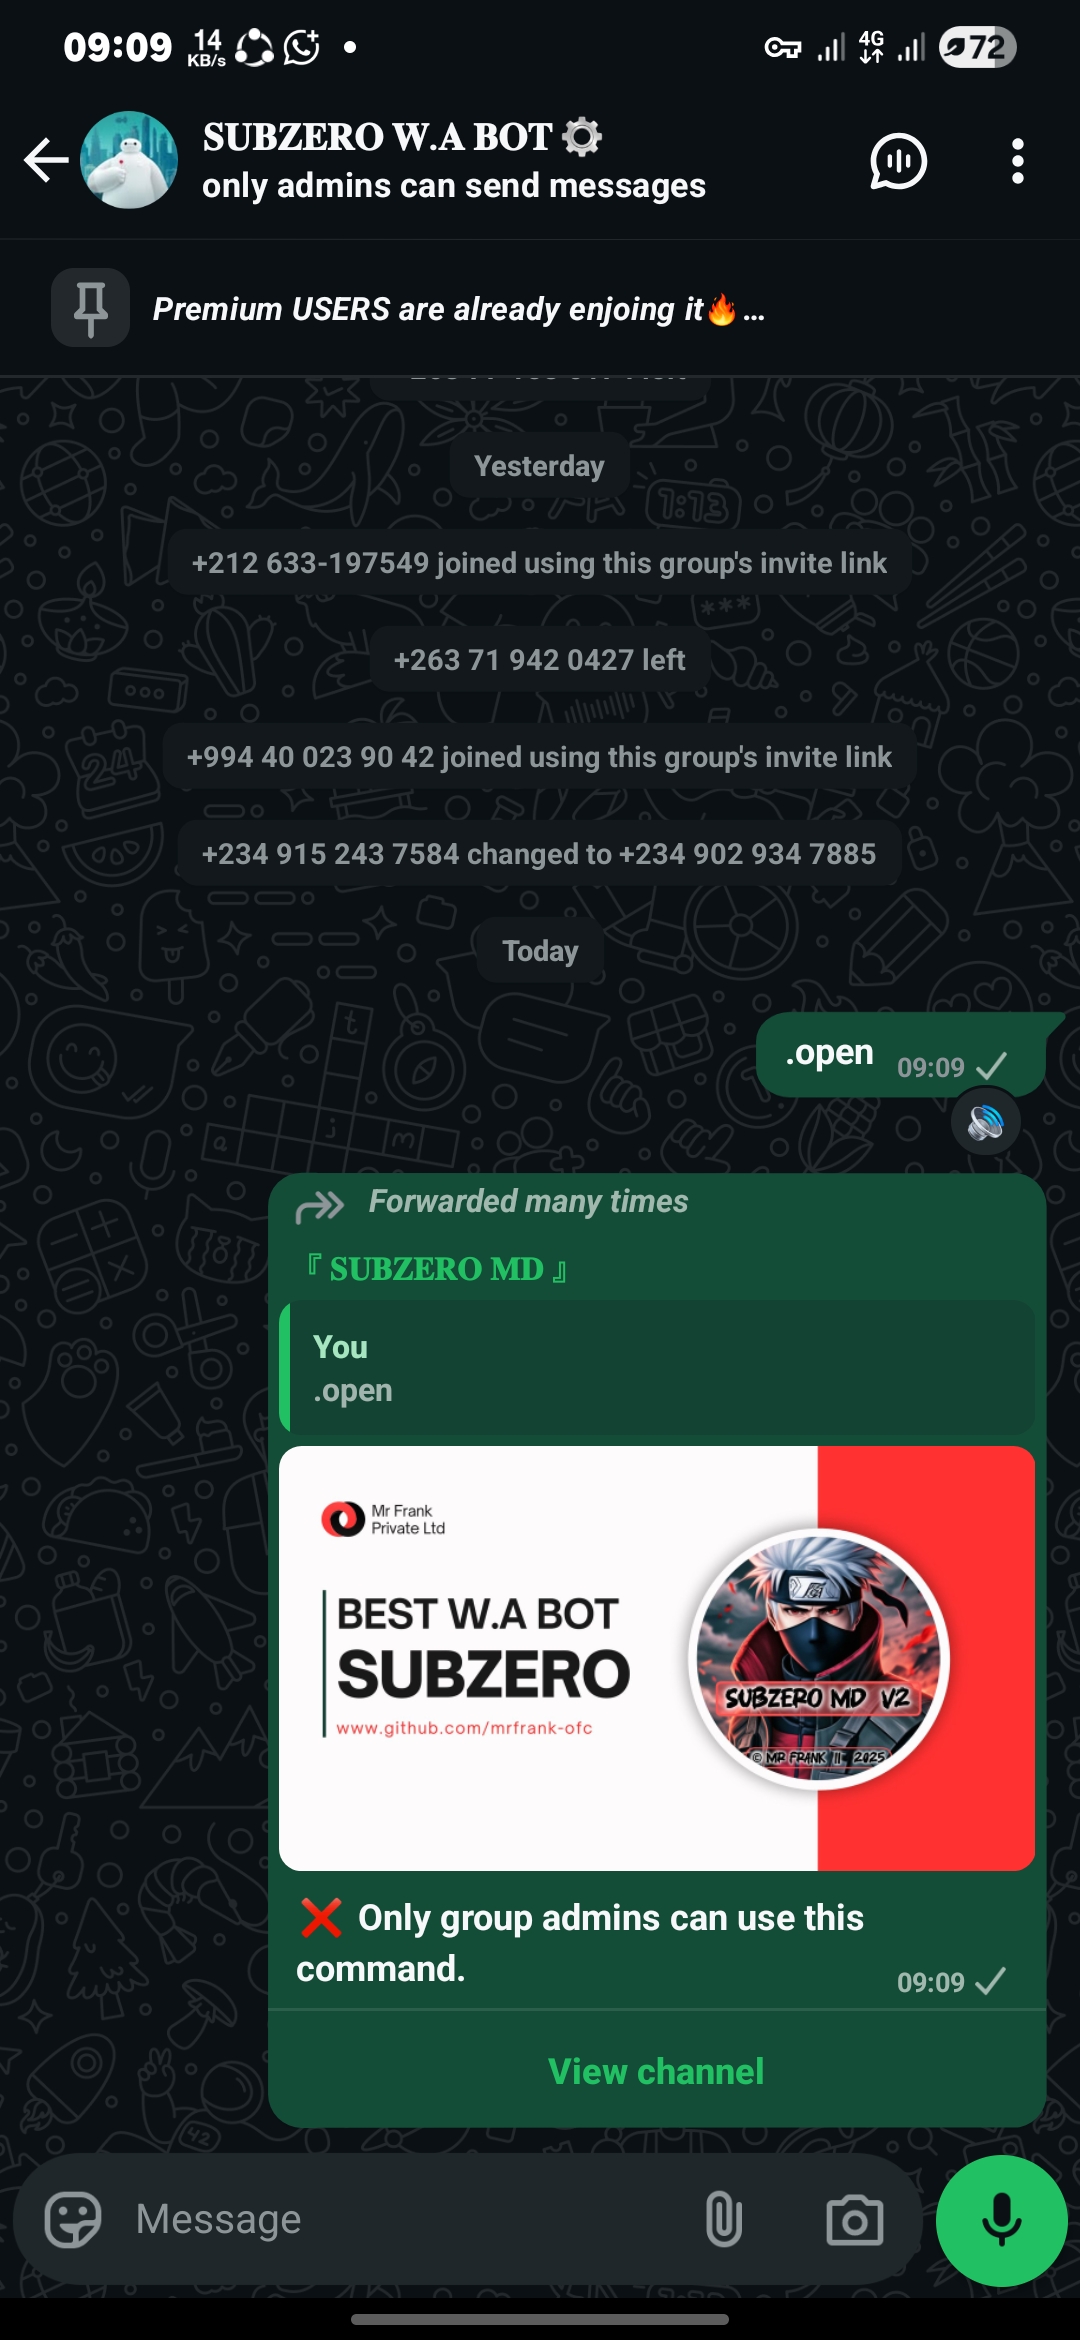 09:09 14 KB/s 4G 72
SUBZERO W.A BOT⚙️
only admins can send messages
Premium USERS are already enjoing it🔥...
Yesterday
+212 633-197549 joined using this group's invite link
+263 71 942 0427 left
+994 40 023 90 42 joined using this group's invite link
+234 915 243 7584 changed to +234 902 934 7885
Today
.open 09:09
Forwarded many times
『 SUBZERO MD 』
You
.open
Mr Frank
Private Ltd
BEST W.A BOT
SUBZERO
www.github.com/mrfrank-ofc
SUBZERO MD V2
© MR FRANK || 2025
❌ Only group admins can use this
command. 09:09
View channel
Message